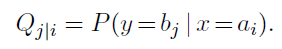 Q_{j|i} = P(y = b_j | x = a_i).